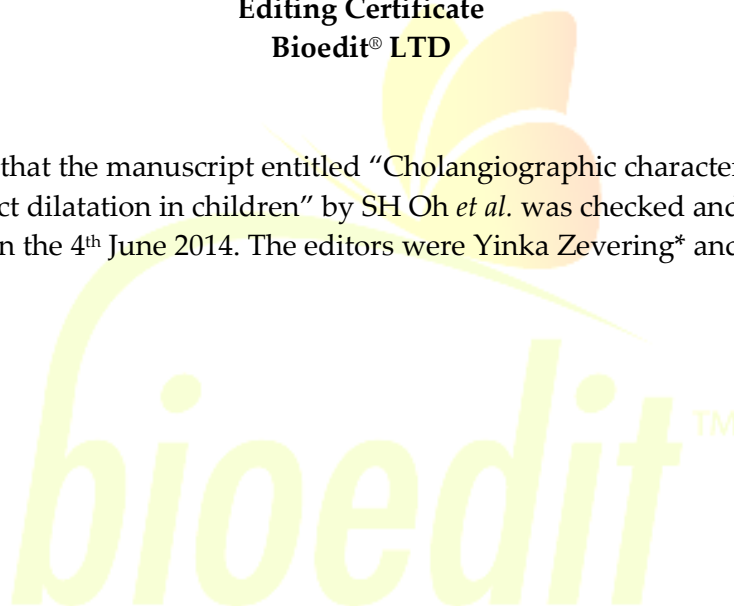 Editing Certificate
Bioedit® LTD
that the manuscript entitled “Cholangiographic character
ct dilatation in children” by SH Oh et al. was checked and
n the 4th June 2014. The editors were Yinka Zevering* and
bioedit™